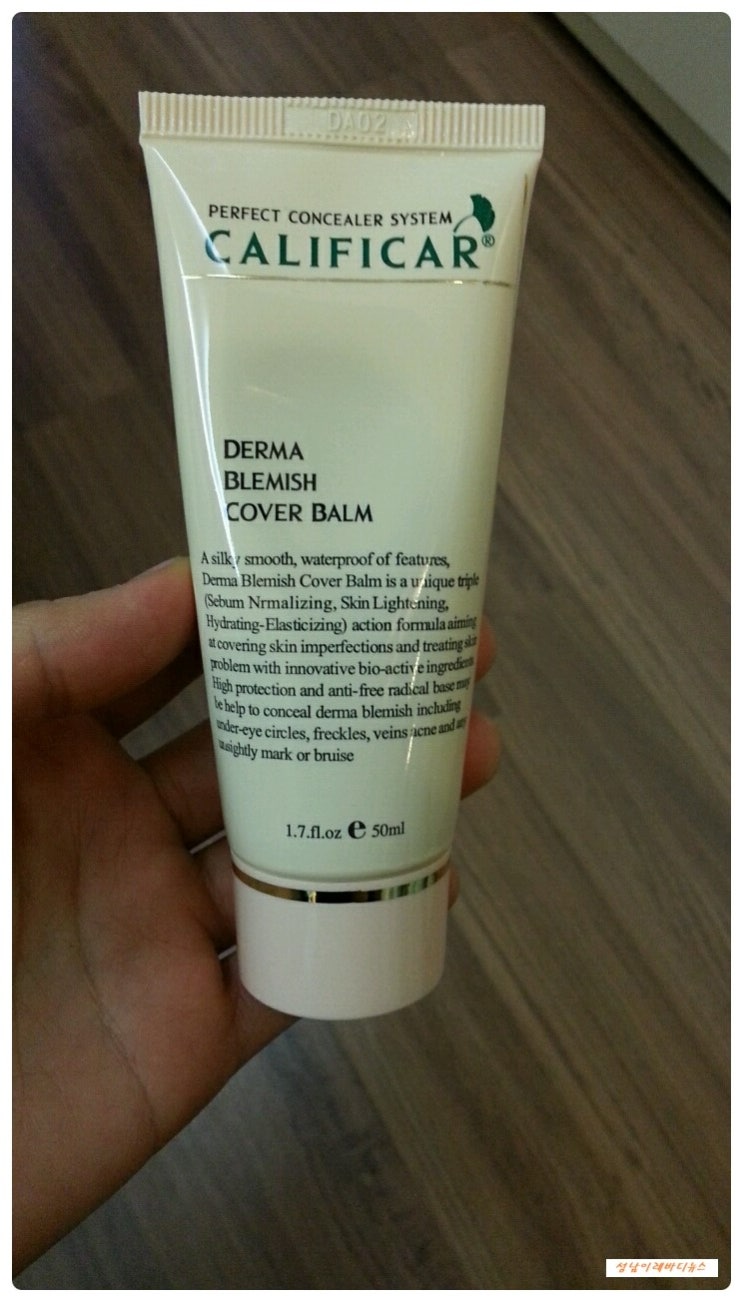 DA02
PERFECT CONCEALER SYSTEM
CALIFICAR®
DERMA
BLEMISH
COVER BALM
A silky smooth, waterproof of features,
Derma Blemish Cover Balm is a unique triple
(Sebum Nrmalizing, Skin Lightening,
Hydrating-Elasticizing) action formula aiming
at covering skin imperfections and treating skin
problem with innovative bio-active ingredients
High protection and anti-free radical base may
be help to conceal derma blemish including
under-eye circles, freckles, veins acne and any
unsightly mark or bruise
1.7.fl.oz e 50ml
성남이레바디뉴스